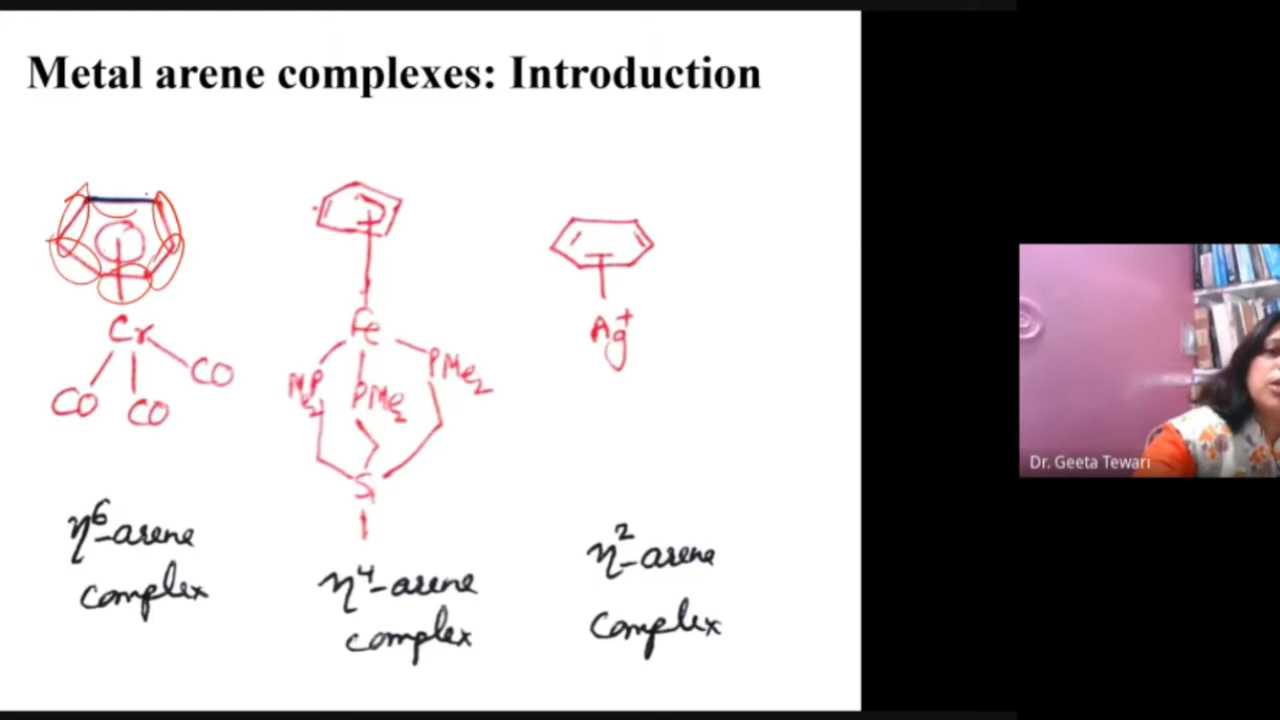 Metal arene complexes: Introduction
Cr
CO
CO
CO
Fe
PMe2
PMe2
Si
Ag+
η6-arene
complex
η4-arene
complex
η2-arene
complex
Dr. Geeta Tewari